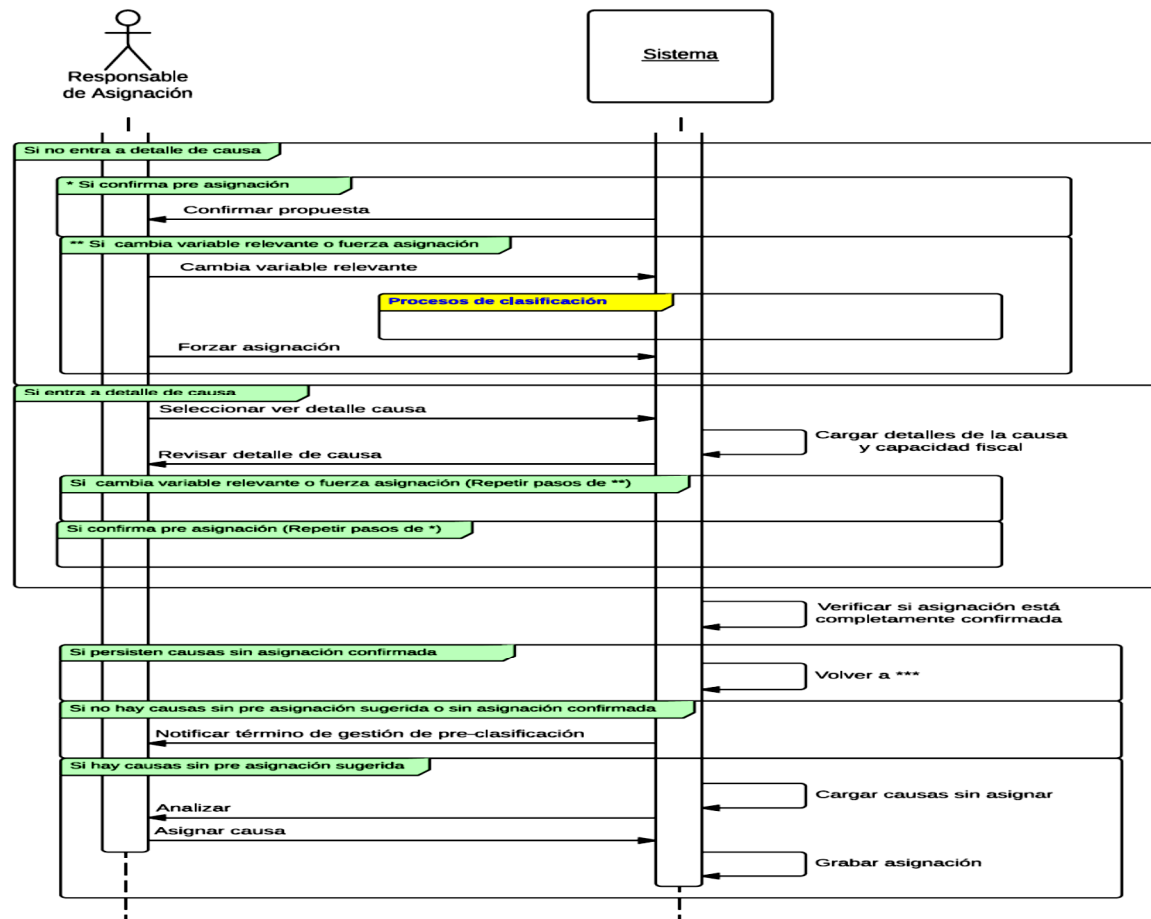 Responsable
de Asignación
Sistema
Si no entra a detalle de causa
* Si confirma pre asignación
Confirmar propuesta
** Si  cambia variable relevante o fuerza asignación
Cambia variable relevante
Procesos de clasificación
Forzar asignación
Si entra a detalle de causa
Seleccionar ver detalle causa
Cargar detalles de la causa
y capacidad fiscal
Revisar detalle de causa
Si  cambia variable relevante o fuerza asignación (Repetir pasos de **)
Si confirma pre asignación (Repetir pasos de *)
Verificar si asignación está
completamente confirmada
Si persisten causas sin asignación confirmada
Volver a ***
Si no hay causas sin pre asignación sugerida o sin asignación confirmada
Notificar término de gestión de pre-clasificación
Si hay causas sin pre asignación sugerida
Cargar causas sin asignar
Analizar
Asignar causa
Grabar asignación